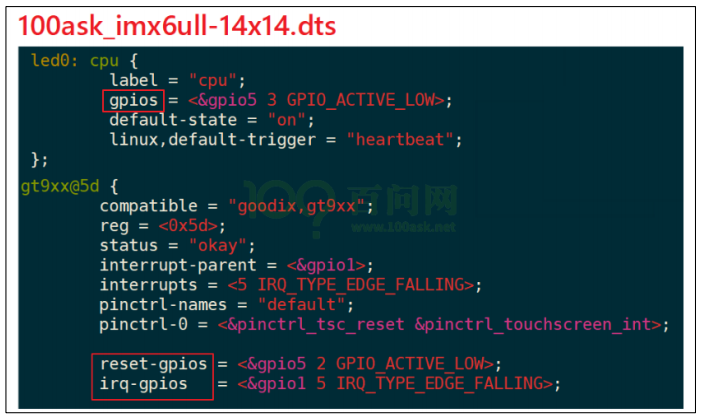 100ask_imx6ull-14x14.dts
led0: cpu {
label = "cpu";
gpios = <&gpio5 3 GPIO_ACTIVE_LOW>;
default-state = "on";
linux,default-trigger = "heartbeat";
};
gt9xx@5d {
compatible = "goodix,gt9xx";
reg = <0x5d>;
status = "okay";
interrupt-parent = <&gpio1>;
interrupts = <5 IRQ_TYPE_EDGE_FALLING>;
pinctrl-names = "default";
pinctrl-0 = <&pinctrl_tsc_reset &pinctrl_touchscreen_int>;
reset-gpios = <&gpio5 2 GPIO_ACTIVE_LOW>;
irq-gpios = <&gpio1 5 IRQ_TYPE_EDGE_FALLING>;
100 百问网
www.100ask.net